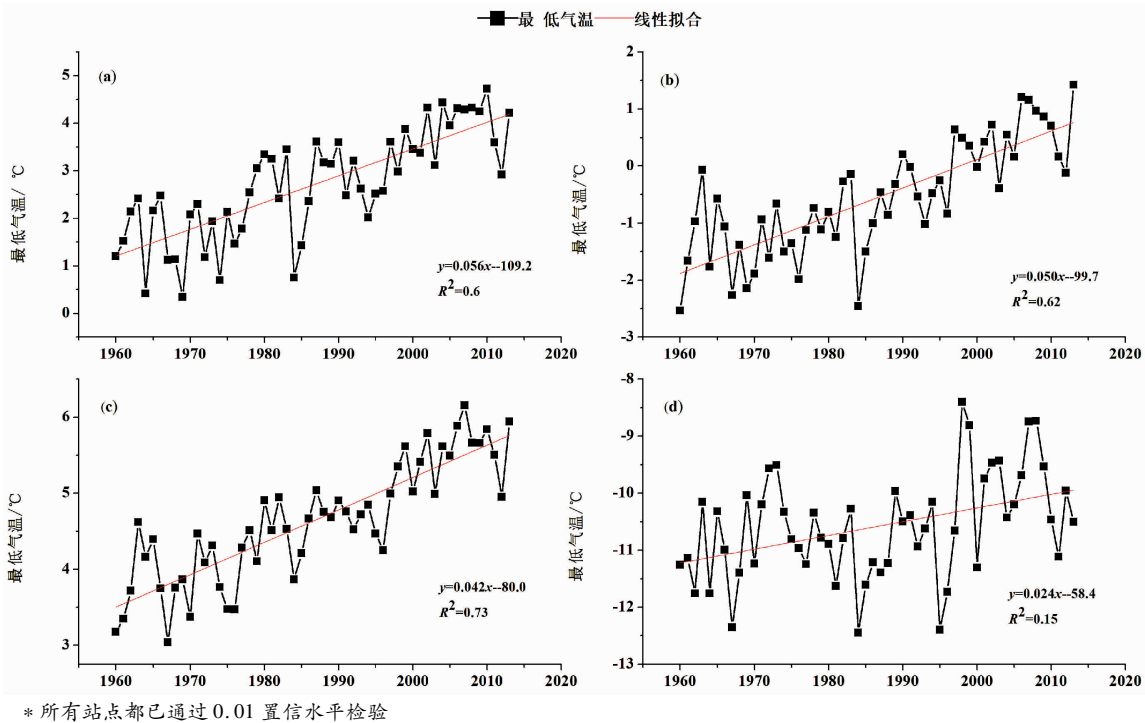 最 低气温 线性拟合
(a)
最低气温/ ℃
5
4
3
2
1
0
y=0.056x--109.2
R²=0.6
1960 1970 1980 1990 2000 2010 2020
(b)
最低气温/ ℃
1
0
-1
-2
-3
y=0.050x--99.7
R²=0.62
1960 1970 1980 1990 2000 2010 2020
(c)
最低气温/ ℃
6
5
4
3
y=0.042x--80.0
R²=0.73
1960 1970 1980 1990 2000 2010 2020
(d)
最低气温/ ℃
-8
-9
-10
-11
-12
-13
y=0.024x--58.4
R²=0.15
1960 1970 1980 1990 2000 2010 2020
* 所有站点都已通过 0.01 置信水平检验